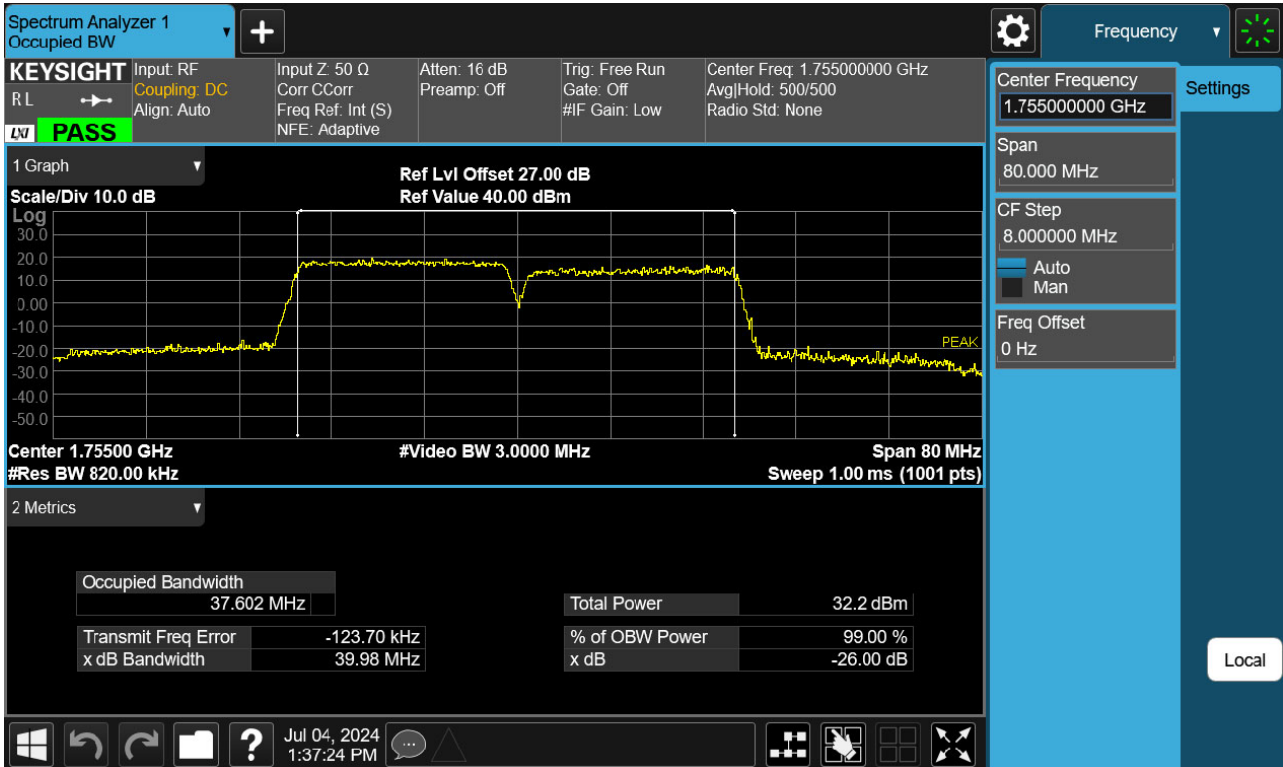 Spectrum Analyzer 1
Occupied BW
Frequency
KEYSIGHT
R L
LXI
PASS
Input: RF
Coupling: DC
Align: Auto
Input Z: 50 Ω
Corr CCorr
Freq Ref: Int (S)
NFE: Adaptive
Atten: 16 dB
Preamp: Off
Trig: Free Run
Gate: Off
#IF Gain: Low
Center Freq: 1.755000000 GHz
Avg|Hold: 500/500
Radio Std: None
Center Frequency
1.755000000 GHz
Settings
Span
80.000 MHz
CF Step
8.000000 MHz
Auto
Man
Freq Offset
0 Hz
Local
1 Graph
Scale/Div 10.0 dB
Ref Lvl Offset 27.00 dB
Ref Value 40.00 dBm
Log
30.0
20.0
10.0
0.00
-10.0
-20.0
-30.0
-40.0
-50.0
PEAK
Center 1.75500 GHz
#Video BW 3.0000 MHz
Span 80 MHz
#Res BW 820.00 kHz
Sweep 1.00 ms (1001 pts)
2 Metrics
Occupied Bandwidth
37.602 MHz
Total Power 32.2 dBm
Transmit Freq Error -123.70 kHz
% of OBW Power 99.00 %
x dB Bandwidth 39.98 MHz
x dB -26.00 dB
?
Jul 04, 2024
1:37:24 PM